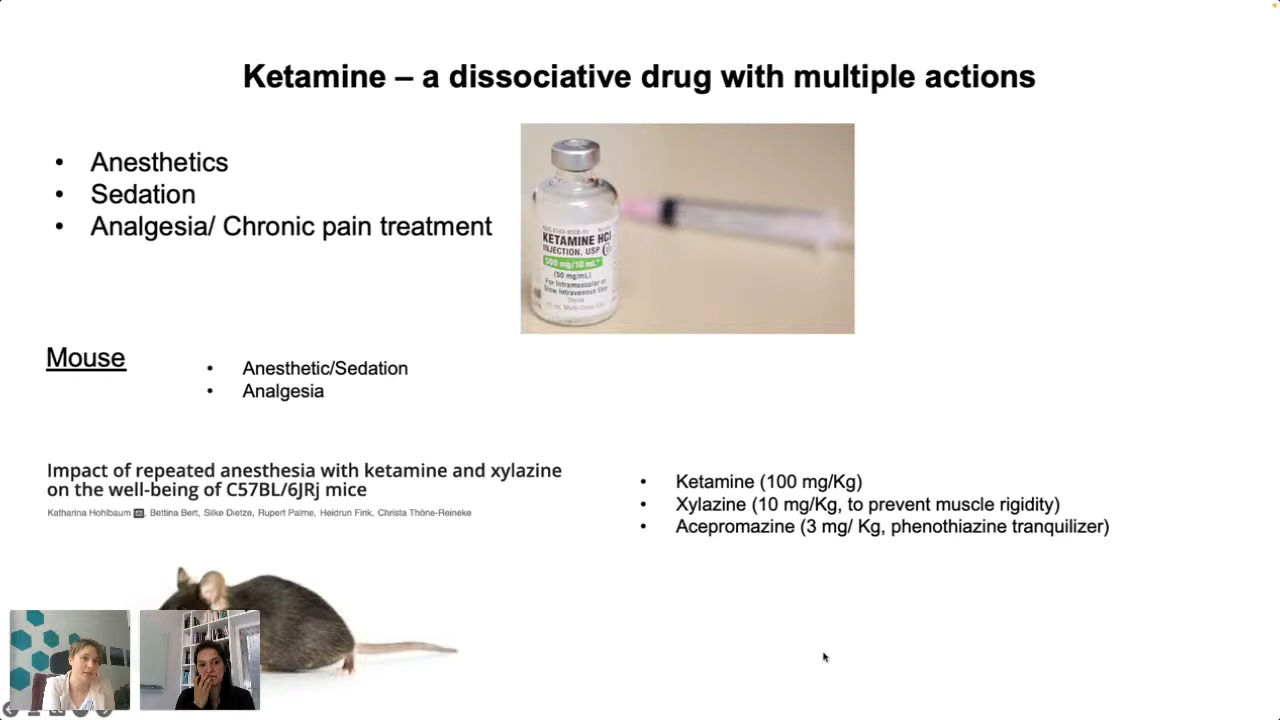 Ketamine – a dissociative drug with multiple actions
• Anesthetics
• Sedation
• Analgesia/ Chronic pain treatment
KETAMINE HCl
INJECTION, USP
500 mg/10 mL*
(50 mg/mL)
For Intramuscular or
Slow Intravenous Use
Mouse
• Anesthetic/Sedation
• Analgesia
Impact of repeated anesthesia with ketamine and xylazine
on the well-being of C57BL/6JRj mice
Katharina Hohlbaum, Bettina Bert, Silke Dietze, Rupert Palme, Heidrun Fink, Christa Thöne-Reineke
• Ketamine (100 mg/Kg)
• Xylazine (10 mg/Kg, to prevent muscle rigidity)
• Acepromazine (3 mg/ Kg, phenothiazine tranquilizer)